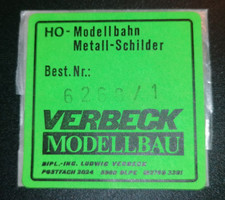 HO-Modellbahn
Metall-Schilder
Best.Nr.:
VERBECK
MODELLBAU
DIPL.-ING. LUDWIG VERBECK
POSTFACH